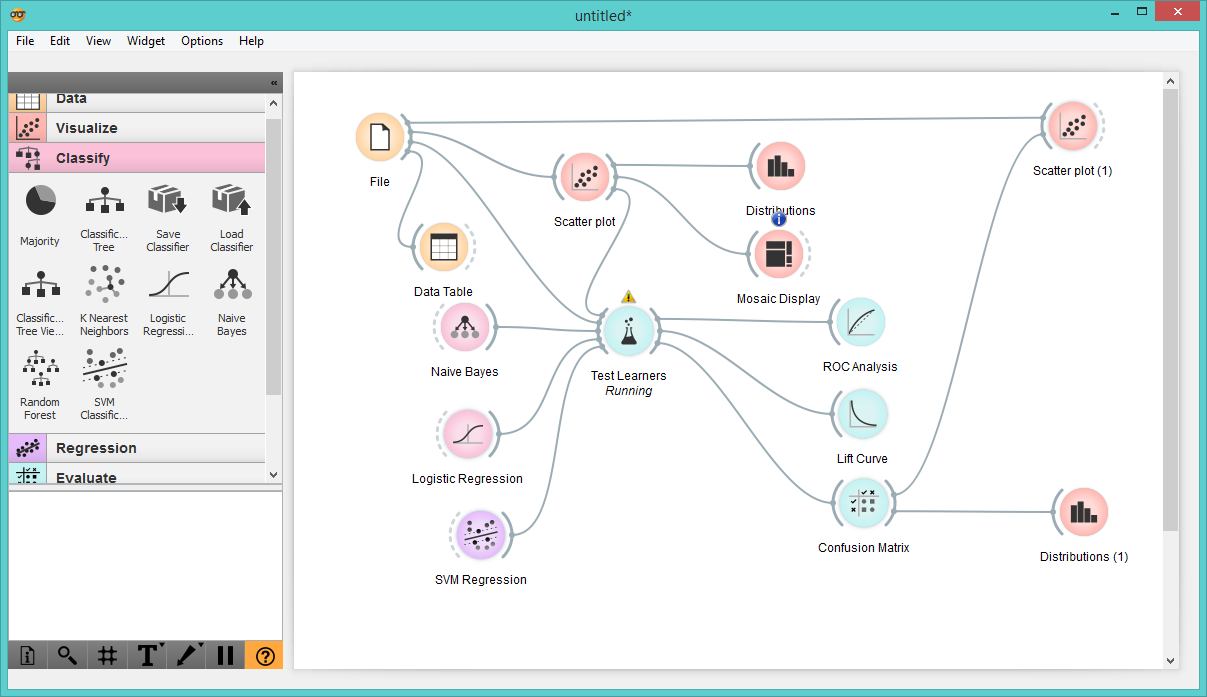 untitled*
File Edit View Widget Options Help
«
Data
Visualize
Classify
Majority
Classific...
Tree
Save
Classifier
Load
Classifier
Classific...
Tree Vie...
K Nearest
Neighbors
Logistic
Regressi...
Naive
Bayes
Random
Forest
SVM
Classific...
Regression
Evaluate
T
?
File
Scatter plot (1)
Scatter plot
Distributions
i
Data Table
Mosaic Display
!
Naive Bayes
Test Learners
Running
ROC Analysis
Logistic Regression
Lift Curve
SVM Regression
Confusion Matrix
Distributions (1)